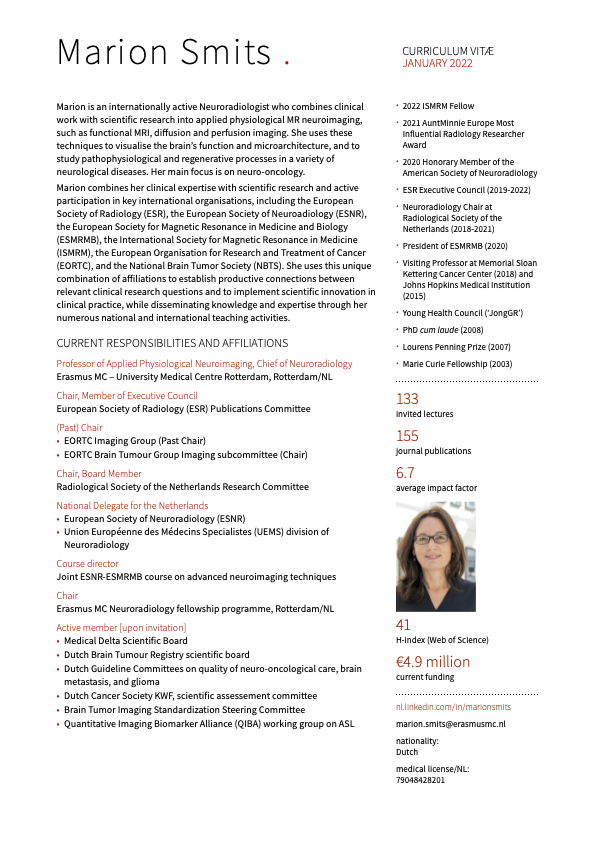 Marion Smits .
CURRICULUM VITÆ
JANUARY 2022
Marion is an internationally active Neuroradiologist who combines clinical
work with scientific research into applied physiological MR neuroimaging,
such as functional MRI, diffusion and perfusion imaging. She uses these
techniques to visualise the brain's function and microarchitecture, and to
study pathophysiological and regenerative processes in a variety of
neurological diseases. Her main focus is on neuro-oncology.
Marion combines her clinical expertise with scientific research and active
participation in key international organisations, including the European
Society of Radiology (ESR), the European Society of Neuroadiology (ESNR),
the European Society for Magnetic Resonance in Medicine and Biology
(ESMRMB), the International Society for Magnetic Resonance in Medicine
(ISMRM), the European Organisation for Research and Treatment of Cancer
(EORTC), and the National Brain Tumor Society (NBTS). She uses this unique
combination of affiliations to establish productive connections between
relevant clinical research questions and to implement scientific innovation in
clinical practice, while disseminating knowledge and expertise through her
numerous national and international teaching activities.
CURRENT RESPONSIBILITIES AND AFFILIATIONS
Professor of Applied Physiological Neuroimaging, Chief of Neuroradiology
Erasmus MC – University Medical Centre Rotterdam, Rotterdam/NL
Chair, Member of Executive Council
European Society of Radiology (ESR) Publications Committee
(Past) Chair
• EORTC Imaging Group (Past Chair)
• EORTC Brain Tumour Group Imaging subcommittee (Chair)
Chair, Board Member
Radiological Society of the Netherlands Research Committee
National Delegate for the Netherlands
• European Society of Neuroradiology (ESNR)
• Union Européenne des Médecins Specialistes (UEMS) division of
Neuroradiology
Course director
Joint ESNR-ESMRMB course on advanced neuroimaging techniques
Chair
Erasmus MC Neuroradiology fellowship programme, Rotterdam/NL
Active member [upon invitation]
• Medical Delta Scientific Board
• Dutch Brain Tumour Registry scientific board
• Dutch Guideline Committees on quality of neuro-oncological care, brain
metastasis, and glioma
• Dutch Cancer Society KWF, scientific assessement committee
• Brain Tumor Imaging Standardization Steering Committee
• Quantitative Imaging Biomarker Alliance (QIBA) working group on ASL
• 2022 ISMRM Fellow
• 2021 AuntMinnie Europe Most
Influential Radiology Researcher
Award
• 2020 Honorary Member of the
American Society of Neuroradiology
• ESR Executive Council (2019-2022)
• Neuroradiology Chair at
Radiological Society of the
Netherlands (2018-2021)
• President of ESMRMB (2020)
• Visiting Professor at Memorial Sloan
Kettering Cancer Center (2018) and
Johns Hopkins Medical Institution
(2015)
• Young Health Council ('JongGR')
• PhD cum laude (2008)
• Lourens Penning Prize (2007)
• Marie Curie Fellowship (2003)
133
invited lectures
155
journal publications
6.7
average impact factor
41
H-index (Web of Science)
€4.9 million
current funding
nl.linkedin.com/in/marionsmits
marion.smits@erasmusmc.nl
nationality:
Dutch
medical license/NL:
79048428201